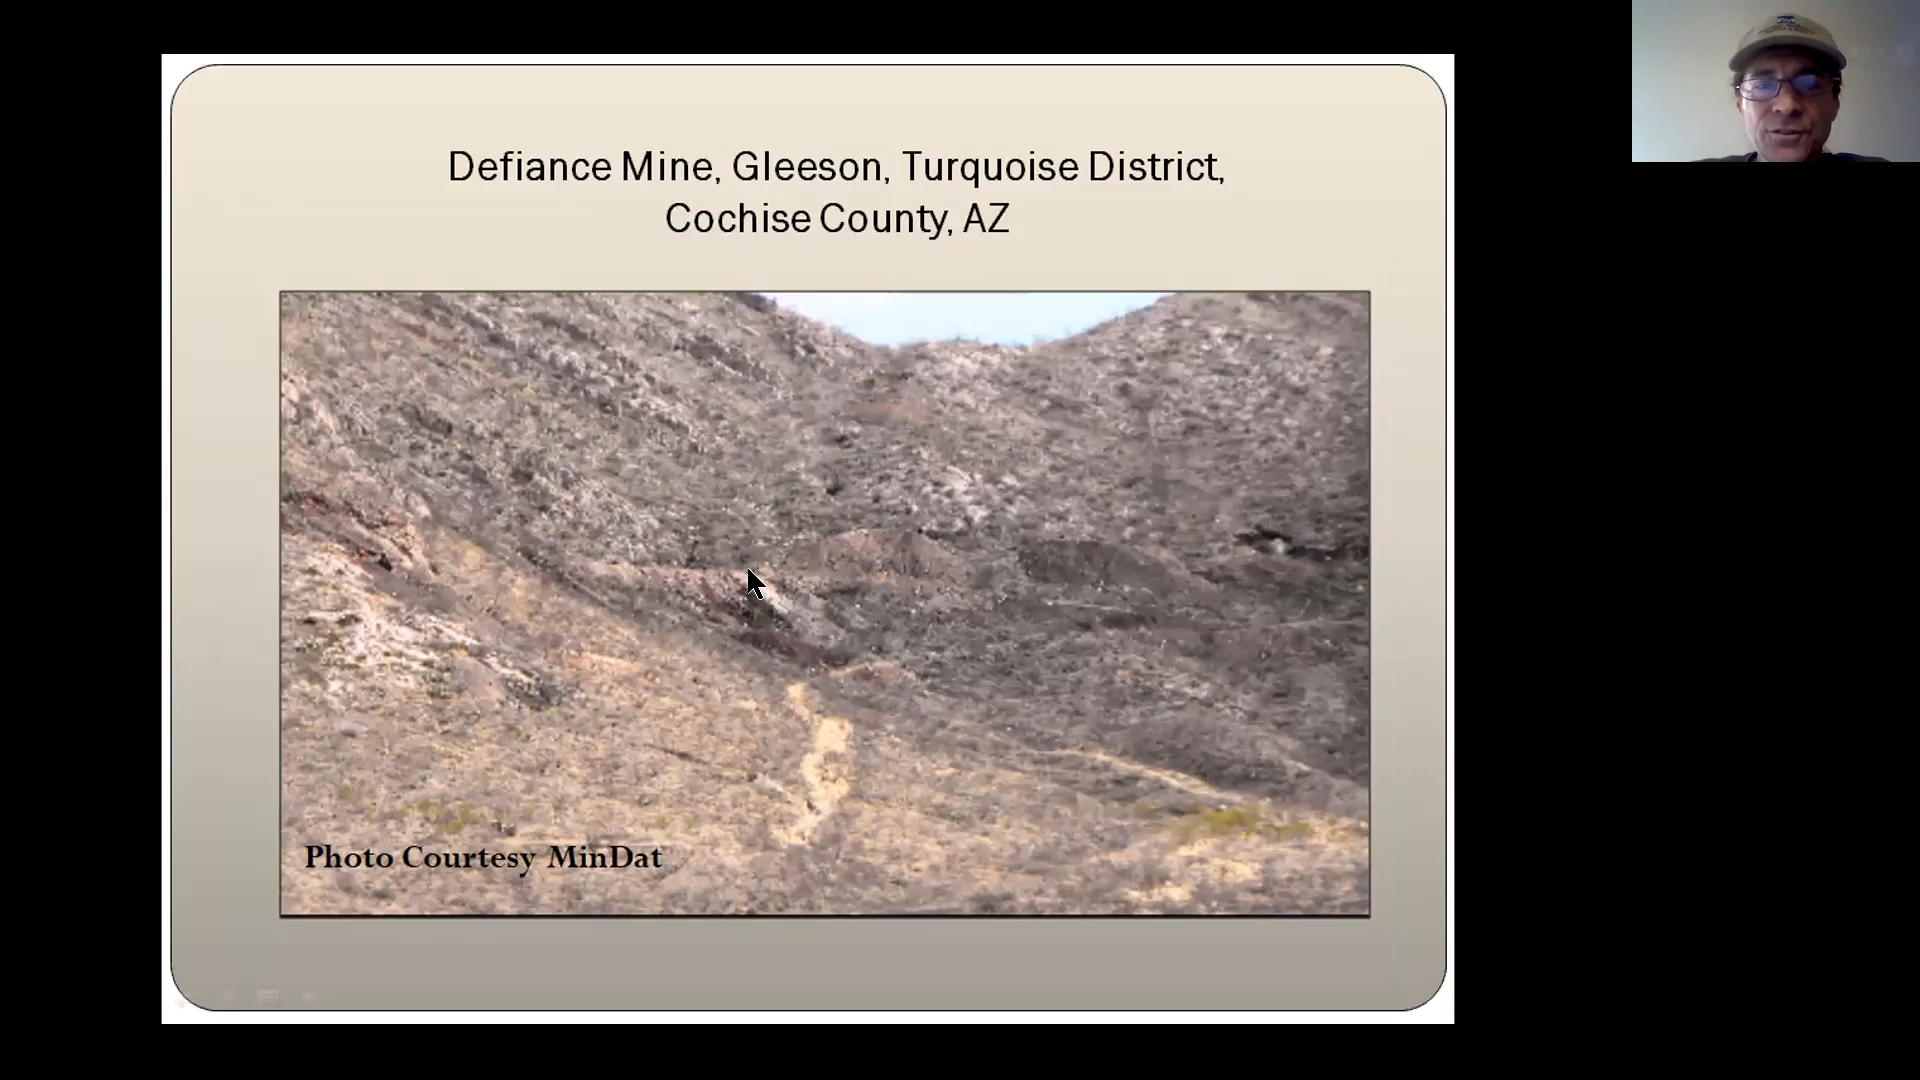 Defiance Mine, Gleeson, Turquoise District,
Cochise County, AZ
Photo Courtesy MinDat